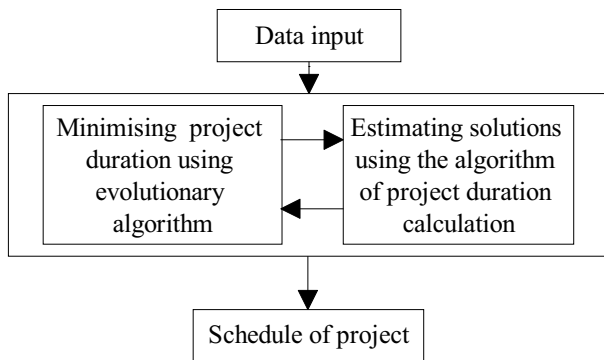 Data input
Minimising project
duration using
evolutionary
algorithm
Estimating solutions
using the algorithm
of project duration
calculation
Schedule of project